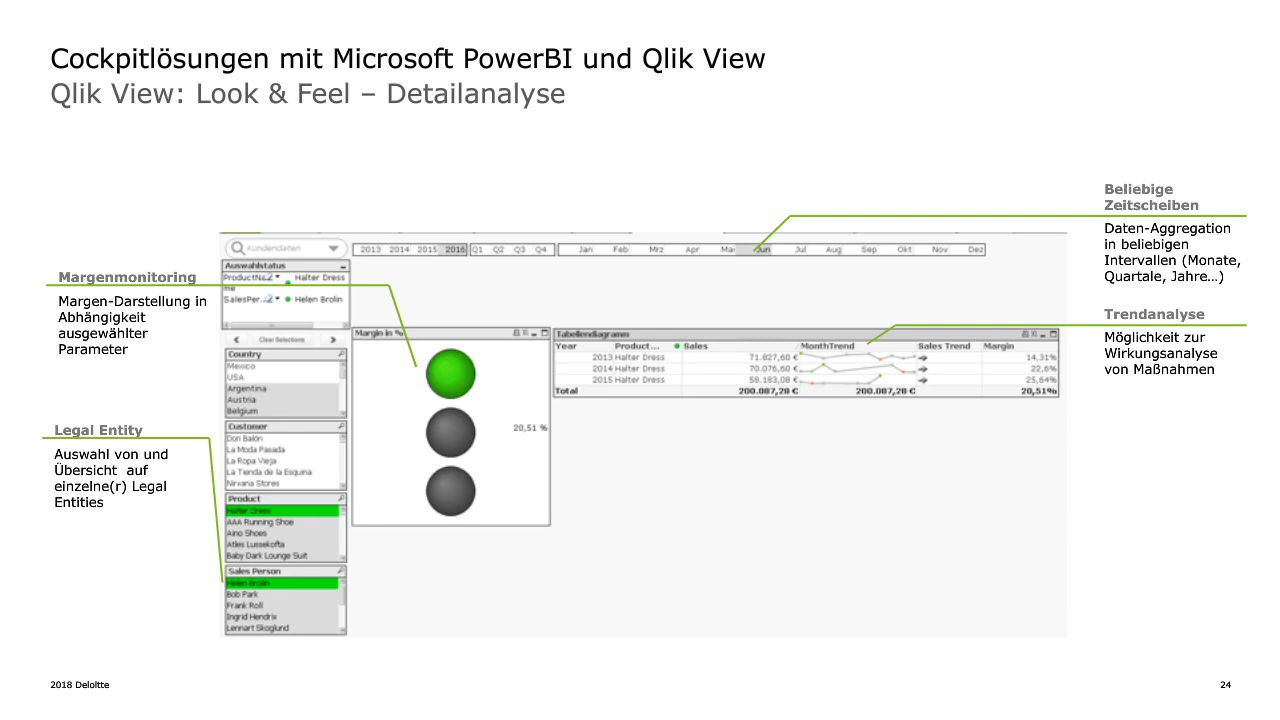 Cockpitlösungen mit Microsoft PowerBI und Qlik View
Qlik View: Look & Feel – Detailanalyse
Beliebige
Zeitscheiben
Daten-Aggregation
in beliebigen
Intervallen (Monate,
Quartale, Jahre…)
Trendanalyse
Möglichkeit zur
Wirkungsanalyse
von Maßnahmen
Margenmonitoring
Margen-Darstellung in
Abhängigkeit
ausgewählter
Parameter
Legal Entity
Auswahl von und
Übersicht auf
einzelne(r) Legal
Entities
Kundendaten
2013 2014 2015 2016 Q1 Q2 Q3 Q4 Jan Feb Mrz Apr Mai Jun Jul Aug Sep Okt Nov Dez
Auswahlstatus
Halter Dress
me
SalesPer.. Helen Brolin
Clear Selections
Country
Mexico
USA
Argentina
Austria
Belgium
Customer
Don Balón
La Moda Pasada
La Ropa Vieja
La Tienda de la Esquina
Nirvana Stores
Product
Halter Dress
AAA Running Shoe
Aino Shoes
Atles Lussekofta
Baby Dark Lounge Suit
Sales Person
Helen Brolin
Bob Park
Frank Roll
Ingrid Hendrix
Lennart Skoglund
Margin in %
20,51 %
Tabellendiagramm
Year Product... Sales MonthTrend Sales Trend Margin
2013 Halter Dress 71.827,60 € 14,31%
2014 Halter Dress 70.076,60 € 22,6%
2015 Halter Dress 58.183,08 € 25,64%
Total 200.087,28 € 200.087,28 € 20,51%
2018 Deloitte
24